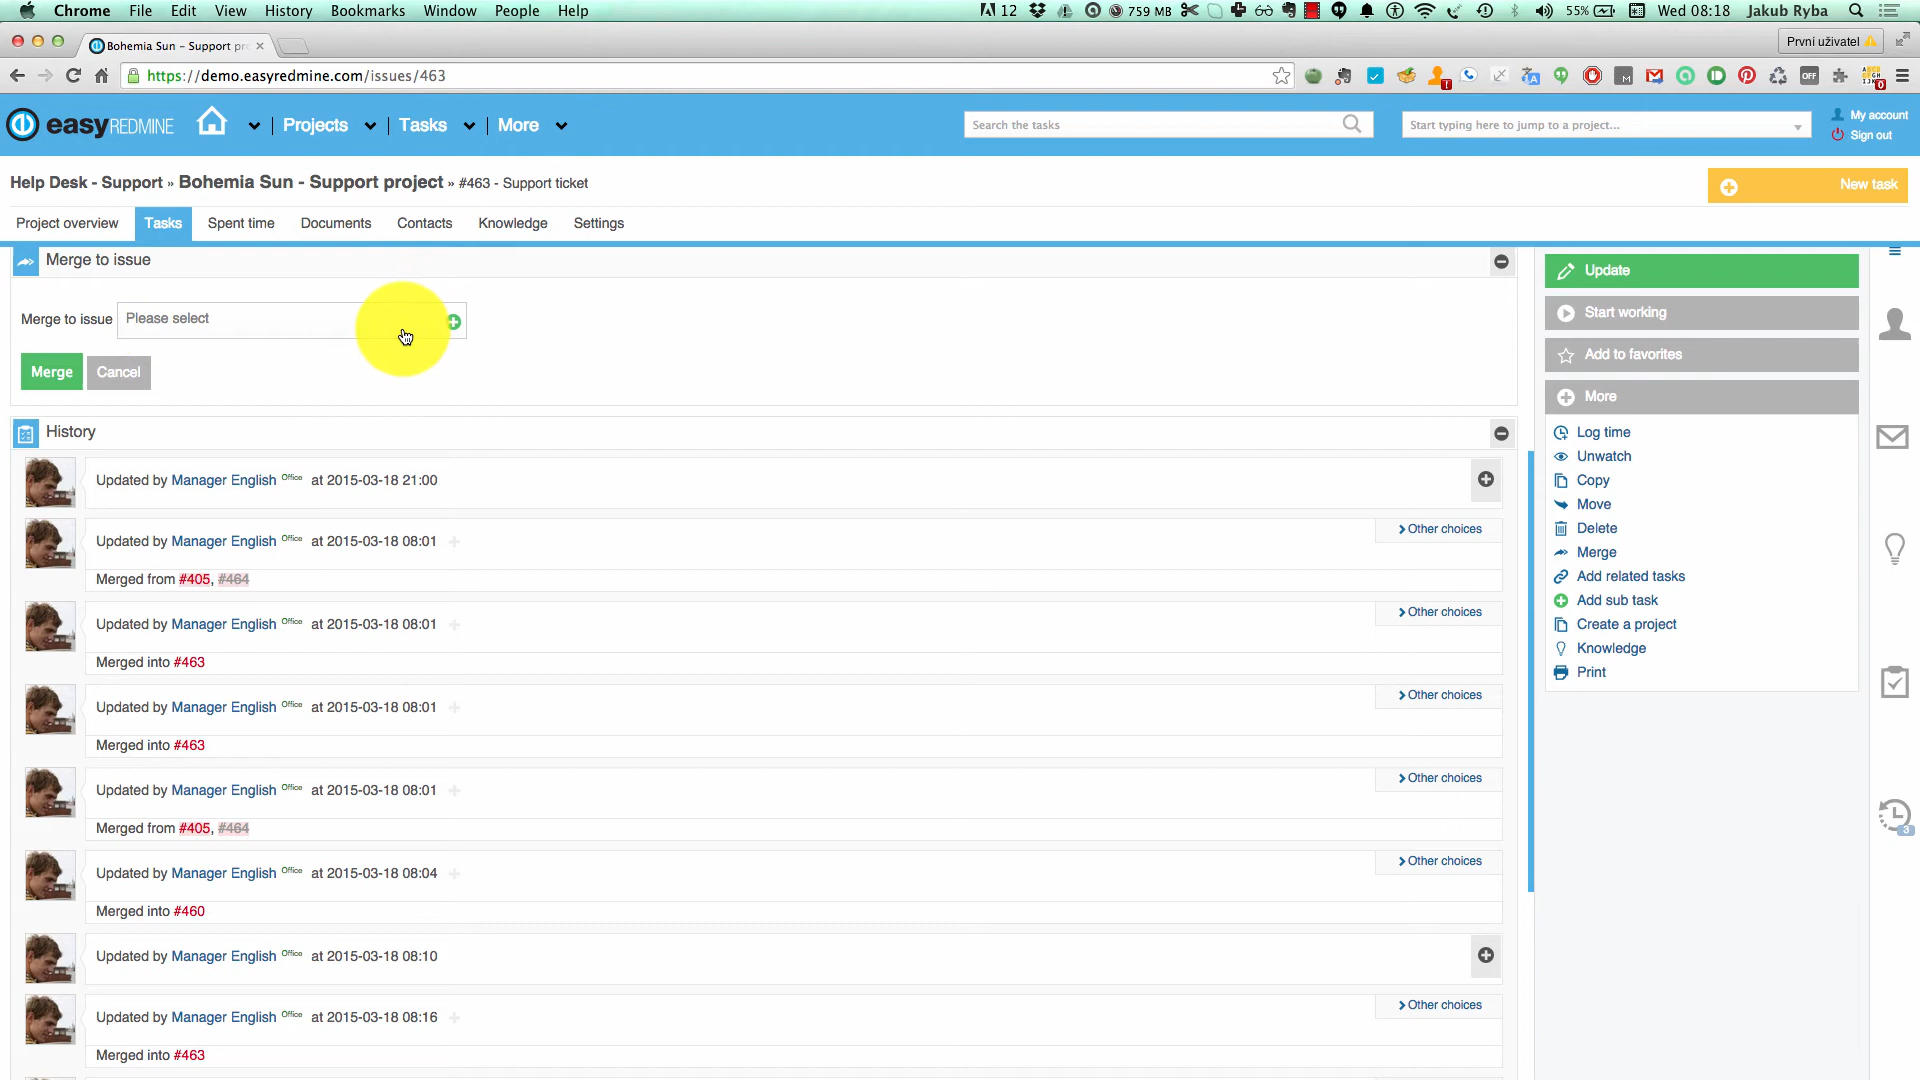 Chrome File Edit View History Bookmarks Window People Help 12 759 MB 55% Wed 08:18 Jakub Ryba
Bohemia Sun – Support pr První uživatel
https://demo.easyredmine.com/issues/463
easyREDMINE Projects Tasks More Search the tasks Start typing here to jump to a project... My account
Sign out
Help Desk - Support » Bohemia Sun - Support project » #463 - Support ticket New task
Project overview Tasks Spent time Documents Contacts Knowledge Settings
Merge to issue
Merge to issue Please select
Merge Cancel
History
Updated by Manager English Office at 2015-03-18 21:00
Updated by Manager English Office at 2015-03-18 08:01 Other choices
Merged from #405, #464
Updated by Manager English Office at 2015-03-18 08:01 Other choices
Merged into #463
Updated by Manager English Office at 2015-03-18 08:01 Other choices
Merged into #463
Updated by Manager English Office at 2015-03-18 08:01 Other choices
Merged from #405, #464
Updated by Manager English Office at 2015-03-18 08:04 Other choices
Merged into #460
Updated by Manager English Office at 2015-03-18 08:10
Updated by Manager English Office at 2015-03-18 08:16 Other choices
Merged into #463
Update
Start working
Add to favorites
More
Log time
Unwatch
Copy
Move
Delete
Merge
Add related tasks
Add sub task
Create a project
Knowledge
Print
3